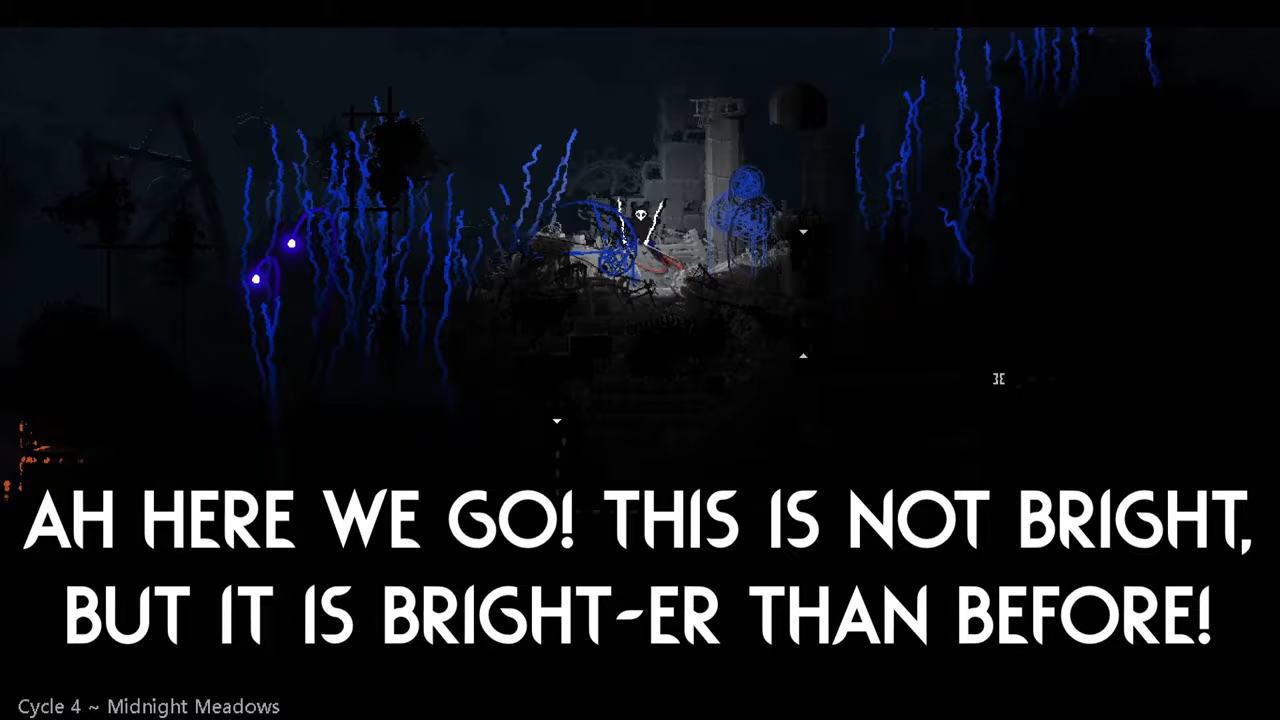 AH HERE WE GO! THIS IS NOT BRIGHT,
BUT IT IS BRIGHT-ER THAN BEFORE!
Cycle 4 ~ Midnight Meadows